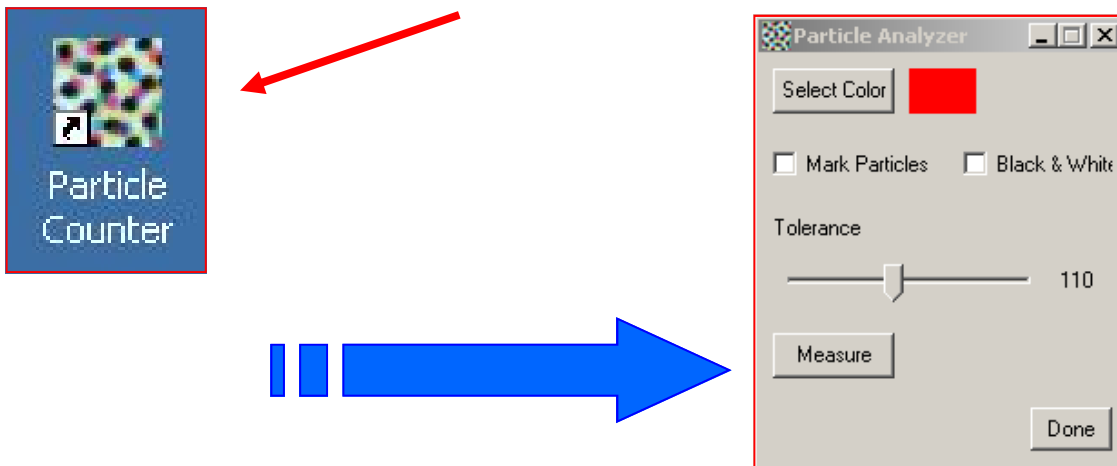 Particle
Counter
Particle Analyzer
Select Color
Mark Particles
Black & White
Tolerance
110
Measure
Done